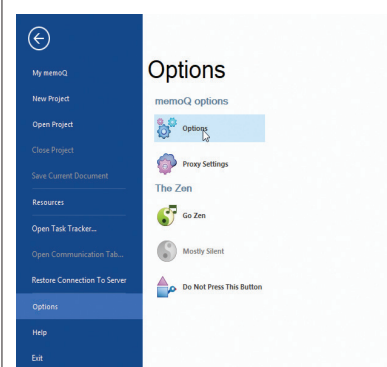 My memoQ
New Project
Open Project
Close Project
Save Current Document
Resources
Open Task Tracker...
Open Communication Tab...
Restore Connection To Server
Options
Help
Exit
Options
memoQ options
Options
Proxy Settings
The Zen
Go Zen
Mostly Silent
Do Not Press This Button